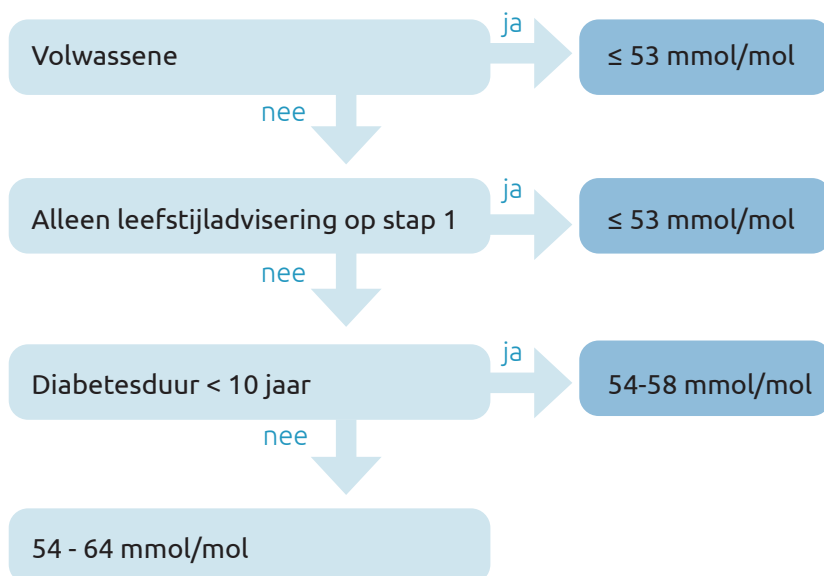 ja
Volwassene
≤ 53 mmol/mol
nee
ja
Alleen leefstijladvisering op stap 1
≤ 53 mmol/mol
nee
ja
Diabetesduur < 10 jaar
54-58 mmol/mol
nee
54 - 64 mmol/mol